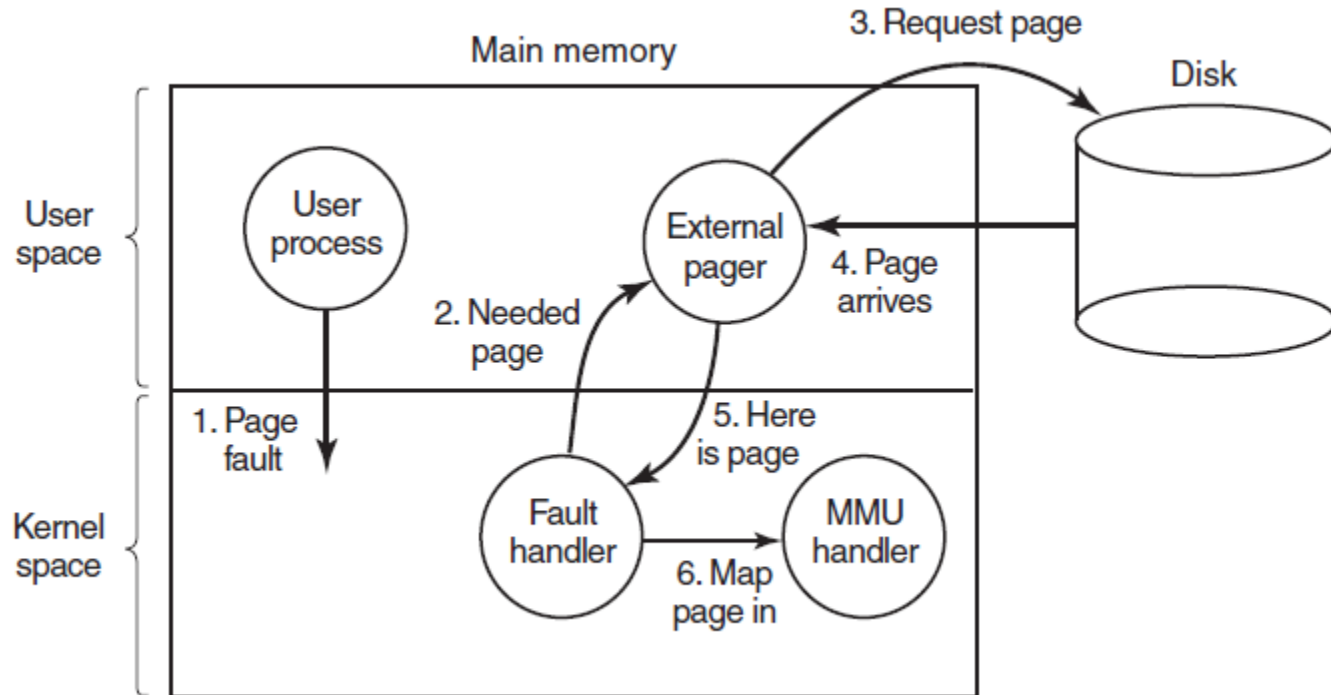 3. Request page
Main memory
Disk
User
space
User
process
External
pager
4. Page
arrives
2. Needed
page
1. Page
fault
5. Here
is page
Kernel
space
Fault
handler
MMU
handler
6. Map
page in